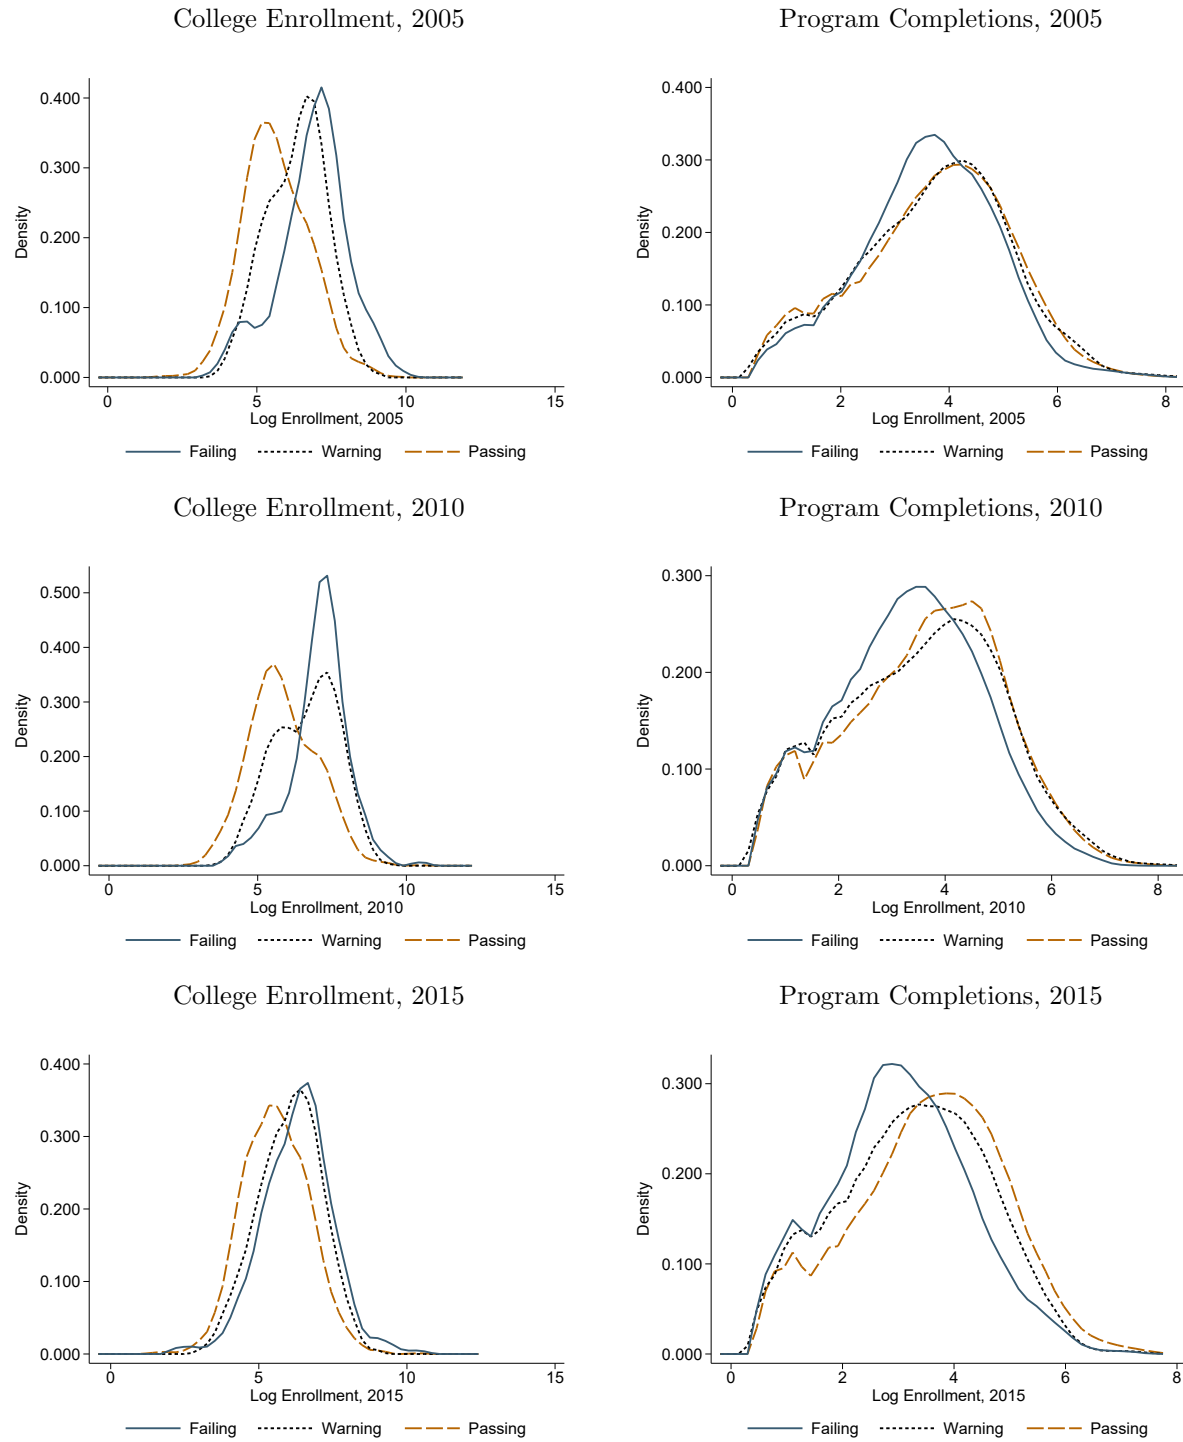 College Enrollment, 2005
0.400
0.300
0.200
0.100
0.000
Density
0 5 10 15
Log Enrollment, 2005
Failing Warning Passing
Program Completions, 2005
0.400
0.300
0.200
0.100
0.000
Density
0 2 4 6 8
Log Enrollment, 2005
Failing Warning Passing
College Enrollment, 2010
0.500
0.400
0.300
0.200
0.100
0.000
Density
0 5 10 15
Log Enrollment, 2010
Failing Warning Passing
Program Completions, 2010
0.300
0.200
0.100
0.000
Density
0 2 4 6 8
Log Enrollment, 2010
Failing Warning Passing
College Enrollment, 2015
0.400
0.300
0.200
0.100
0.000
Density
0 5 10 15
Log Enrollment, 2015
Failing Warning Passing
Program Completions, 2015
0.300
0.200
0.100
0.000
Density
0 2 4 6 8
Log Enrollment, 2015
Failing Warning Passing